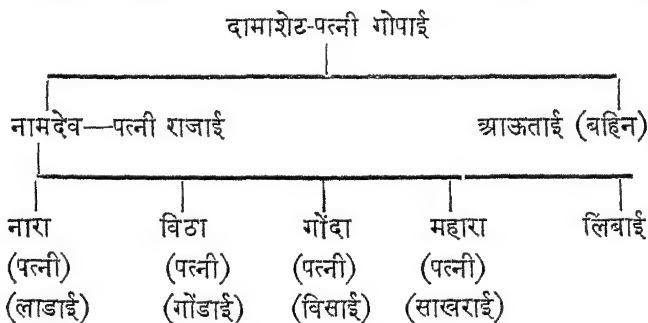 दामाशेट-पत्नी गोपाई
नामदेव—पत्नी राजाई आऊताई (बहिन)
नारा विठा गोंदा महारा लिंबाई
(पत्नी) (पत्नी) (पत्नी) (पत्नी)
(लाडाई) (गोंडाई) (विसाई) (साखराई)